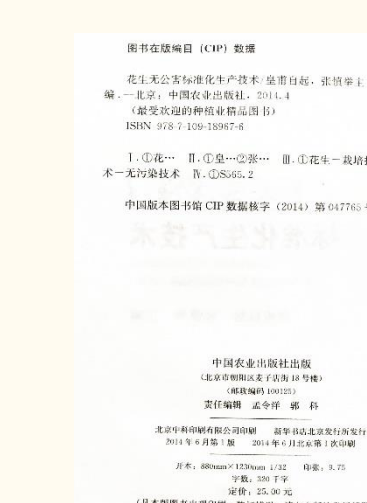 图书在版编目（CIP）数据
花生无公害标准化生产技术/皇甫自起，张慎举主
编．—北京：中国农业出版社，2014.4
（最受欢迎的种植业精品图书）
ISBN 978-7-109-18967-6
Ⅰ.①花… Ⅱ.①皇…②张… Ⅲ.①花生－栽培
术－无污染技术 Ⅳ.①S565.2
中国版本图书馆CIP数据核字（2014）第047765
中国农业出版社出版
（北京市朝阳区麦子店街18号楼）
（邮政编码100125）
责任编辑 孟令洋 郭科
北京中科印刷有限公司印刷 新华书店北京发行所发行
2014年6月第1版 2014年6月北京第1次印刷
开本：880mm×1230mm 1/32 印张：9.75
字数：320千字
定价：25.00元